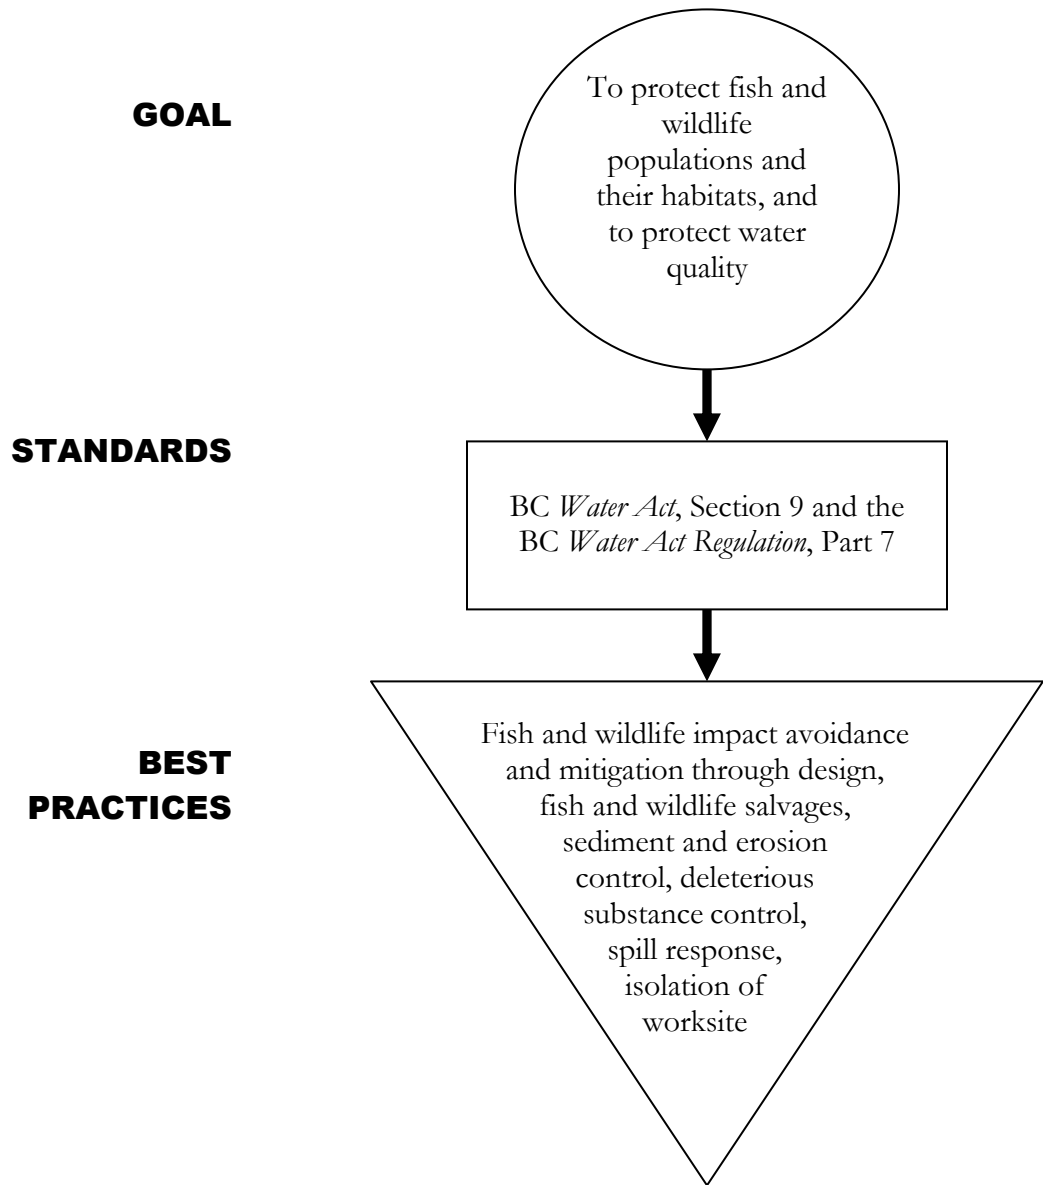 GOAL
To protect fish and
wildlife
populations and
their habitats, and
to protect water
quality
STANDARDS
BC Water Act, Section 9 and the
BC Water Act Regulation, Part 7
BEST
PRACTICES
Fish and wildlife impact avoidance
and mitigation through design,
fish and wildlife salvages,
sediment and erosion
control, deleterious
substance control,
spill response,
isolation of
worksite